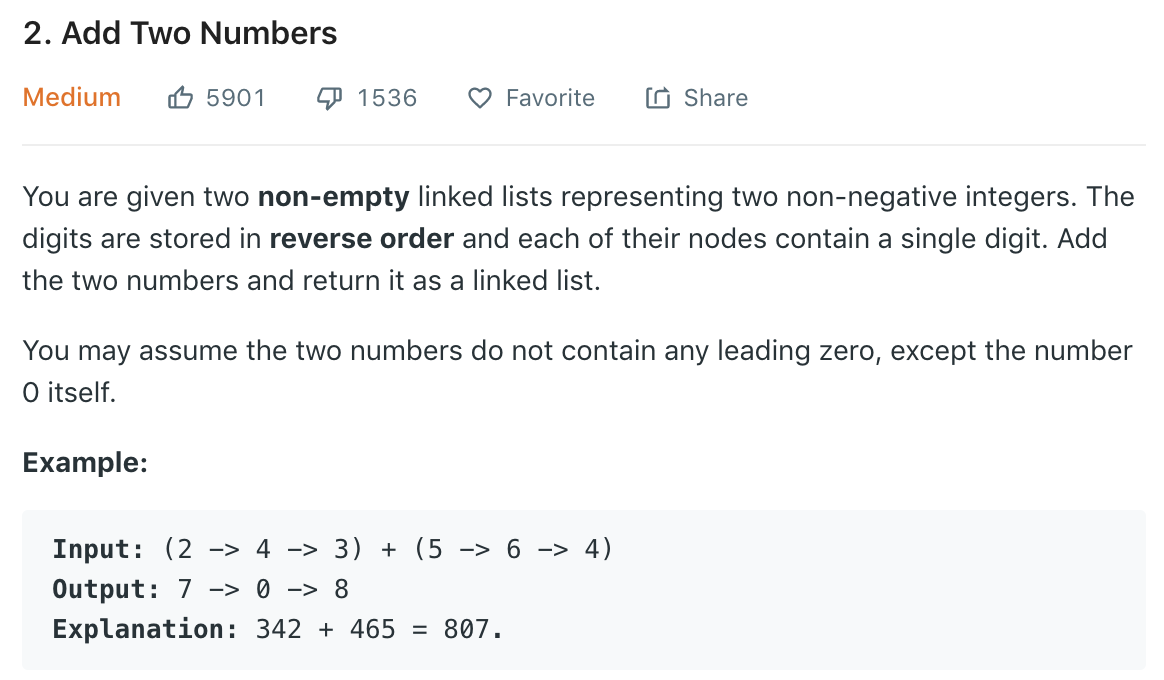 2. Add Two Numbers
Medium 5901 1536 Favorite Share
You are given two non-empty linked lists representing two non-negative integers. The
digits are stored in reverse order and each of their nodes contain a single digit. Add
the two numbers and return it as a linked list.
You may assume the two numbers do not contain any leading zero, except the number
0 itself.
Example:
Input: (2 -> 4 -> 3) + (5 -> 6 -> 4)
Output: 7 -> 0 -> 8
Explanation: 342 + 465 = 807.